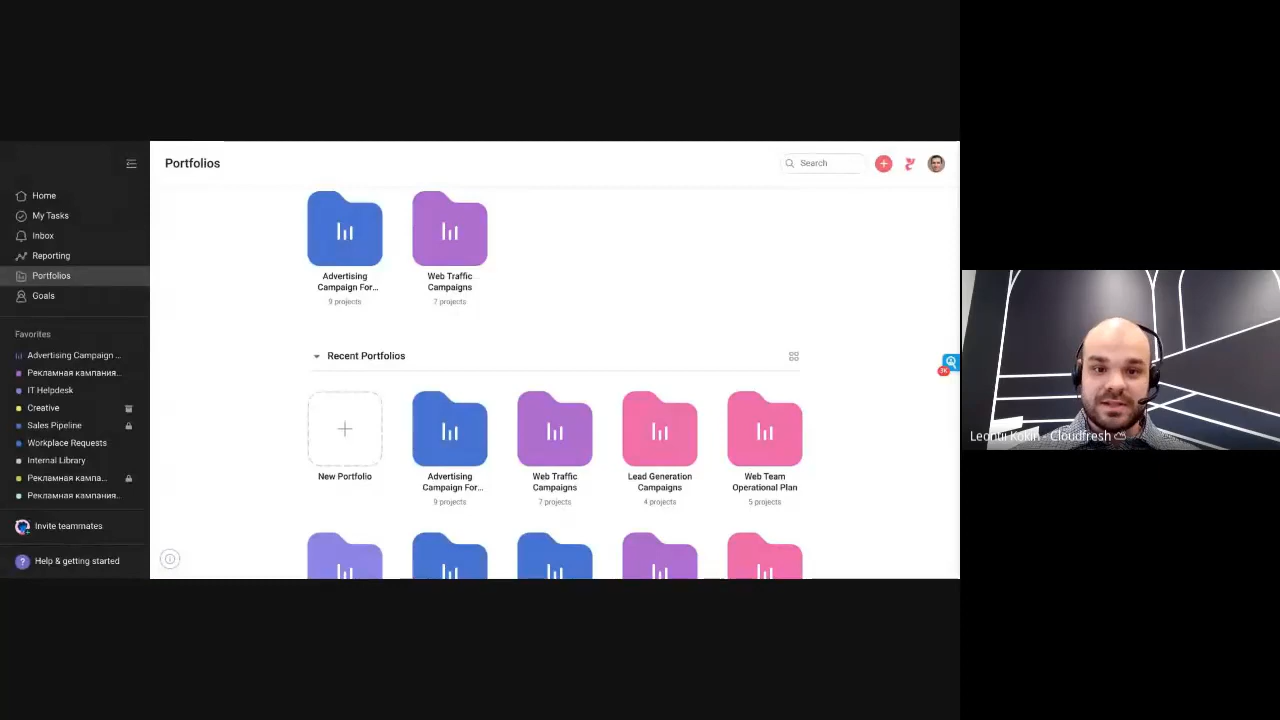 Portfolios
Search
Home
My Tasks
Inbox
Reporting
Portfolios
Goals
Favorites
Advertising Campaign ...
Рекламная кампания...
IT Helpdesk
Creative
Sales Pipeline
Workplace Requests
Internal Library
Рекламная кампа...
Рекламная кампания...
Invite teammates
? Help & getting started
Advertising
Campaign For...
9 projects
Web Traffic
Campaigns
7 projects
Recent Portfolios
New Portfolio
Advertising
Campaign For...
9 projects
Web Traffic
Campaigns
7 projects
Lead Generation
Campaigns
4 projects
Web Team
Operational Plan
5 projects
3K
Kokin - Cloudfresh